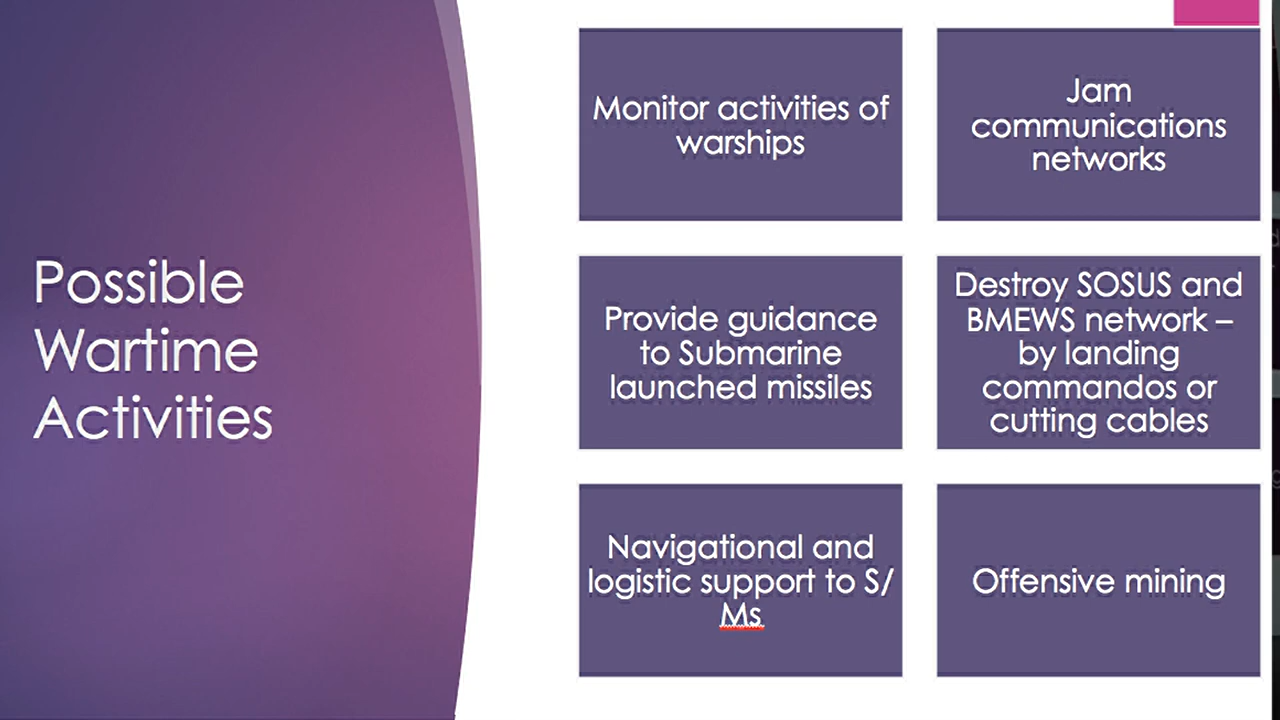 Possible
Wartime
Activities
Monitor activities of
warships
Jam
communications
networks
Provide guidance
to Submarine
launched missiles
Destroy SOSUS and
BMEWS network –
by landing
commandos or
cutting cables
Navigational and
logistic support to S/
Ms
Offensive mining